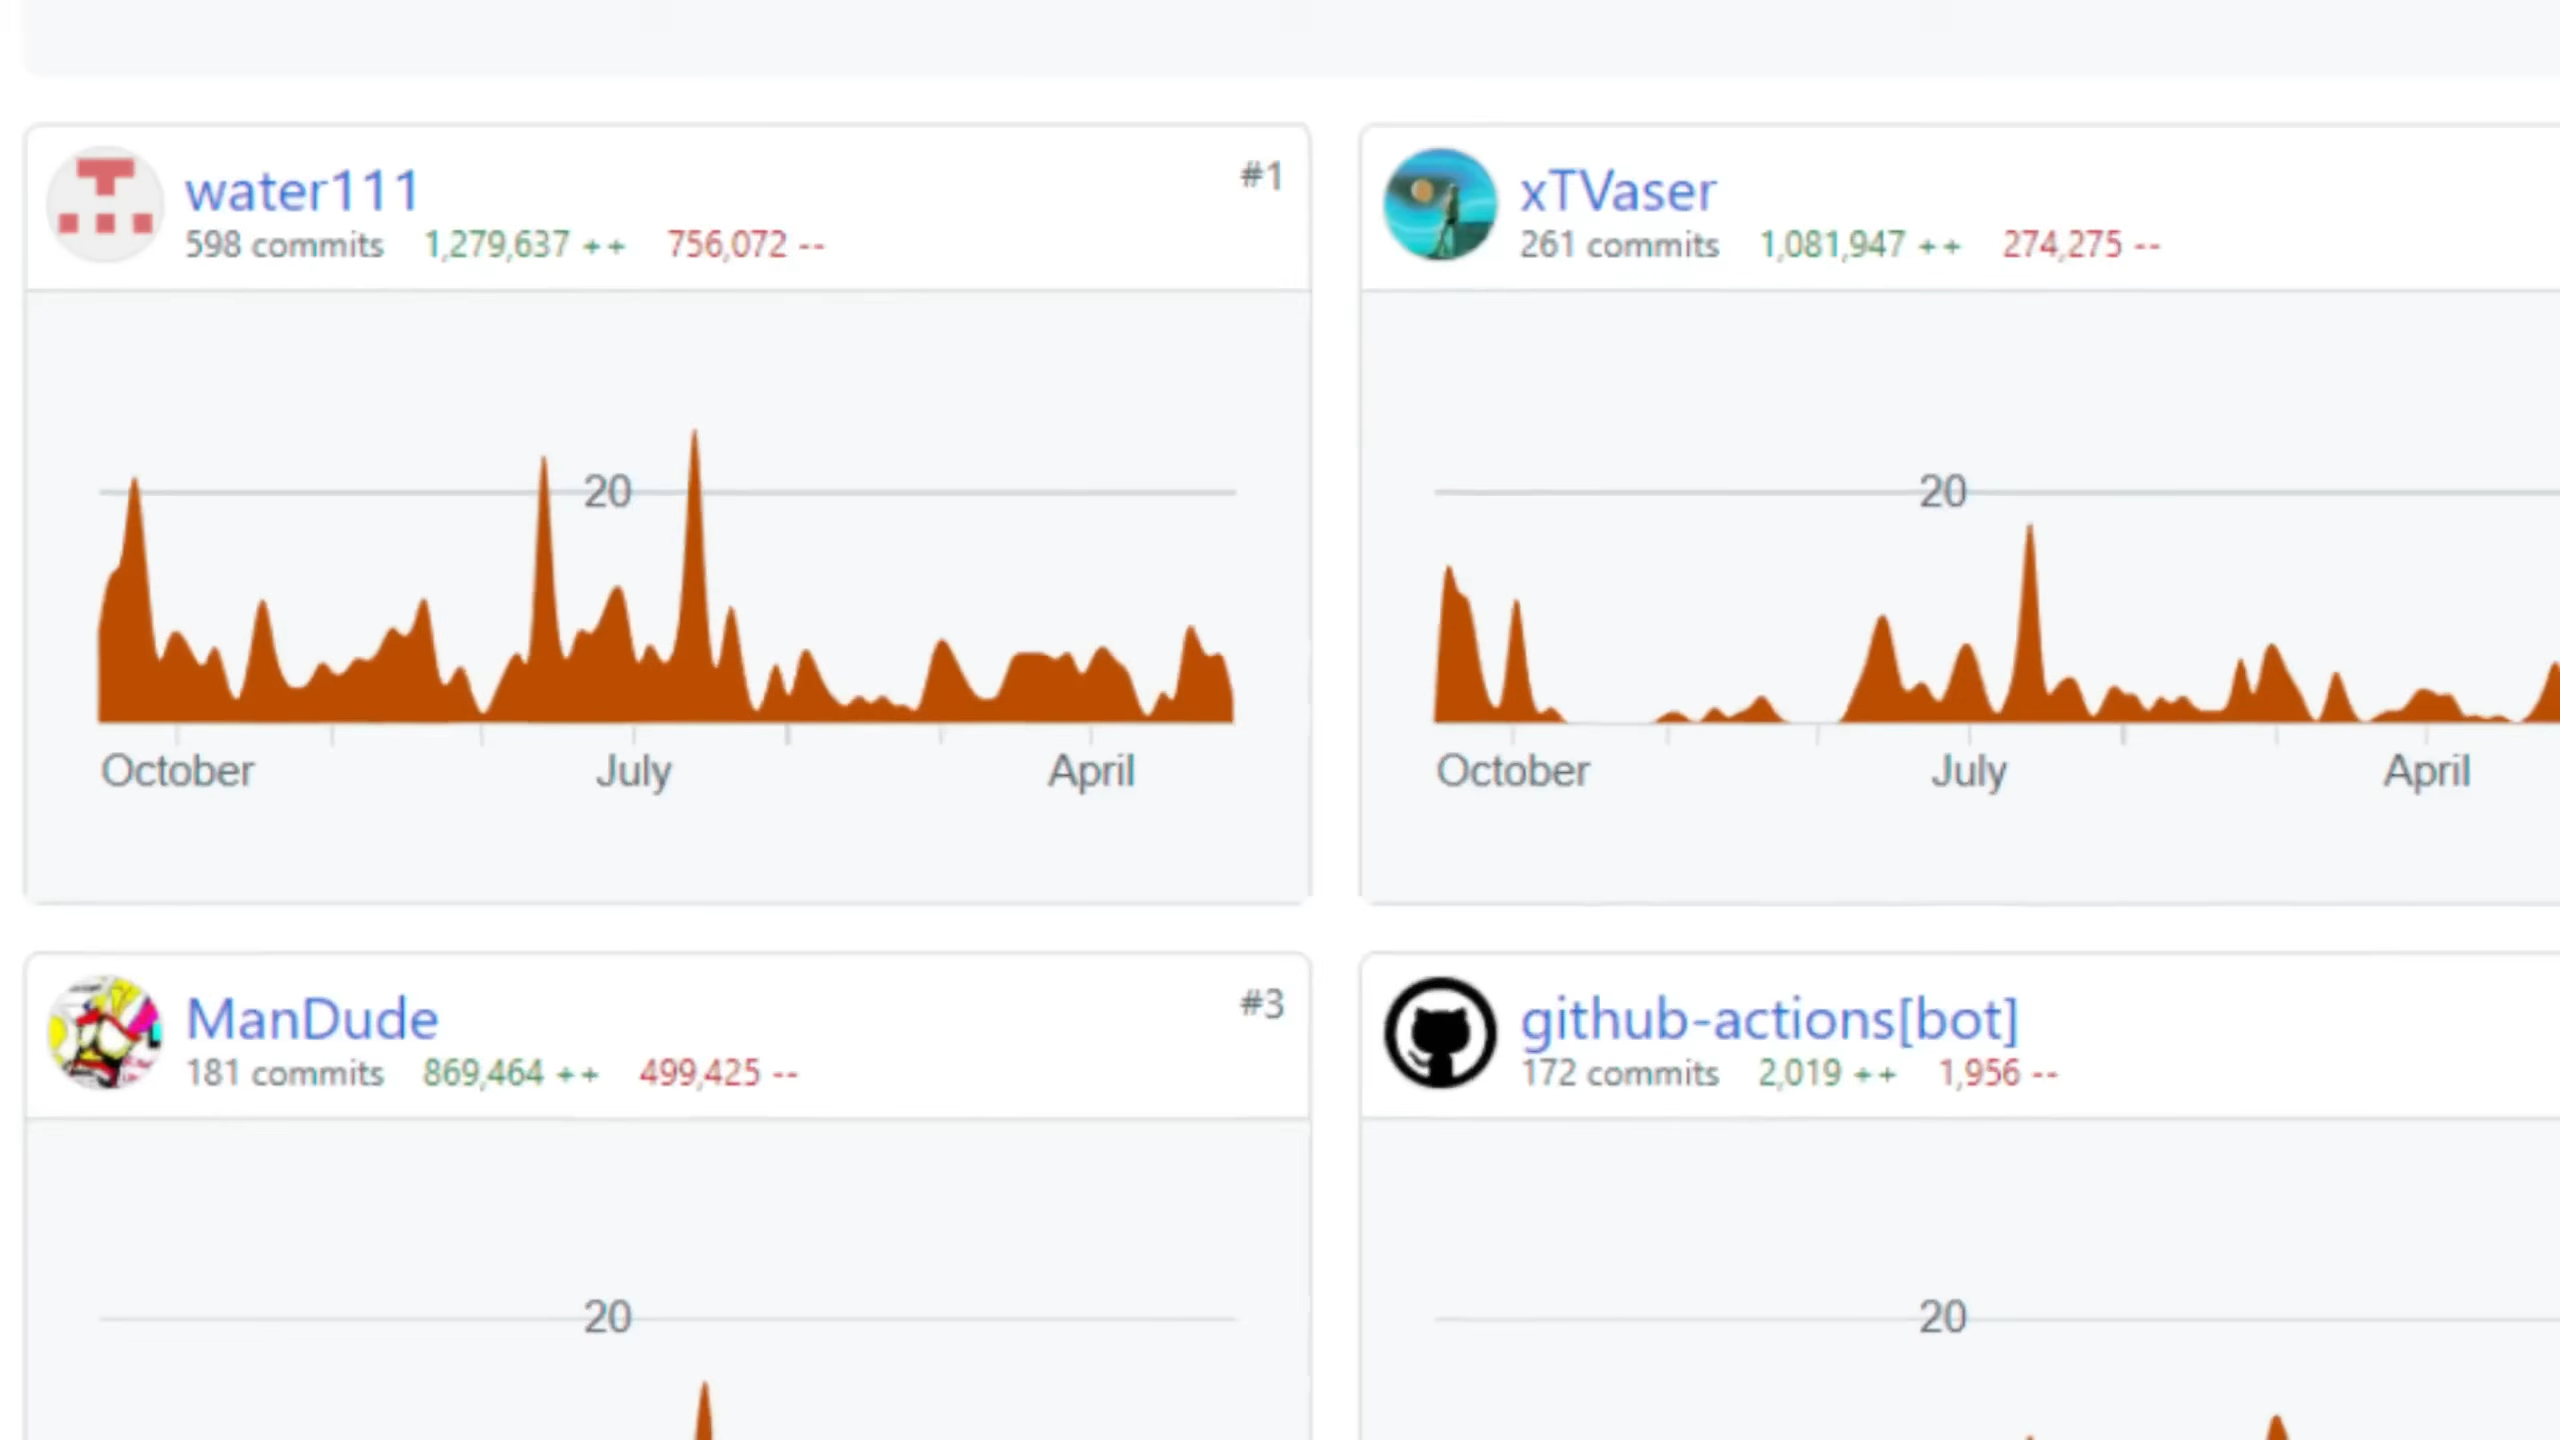 water111
#1
598 commits 1,279,637 ++ 756,072 --
20
October July April
xTVaser
261 commits 1,081,947 ++ 274,275 --
20
October July April
ManDude
#3
181 commits 869,464 ++ 499,425 --
20
github-actions[bot]
172 commits 2,019 ++ 1,956 --
20